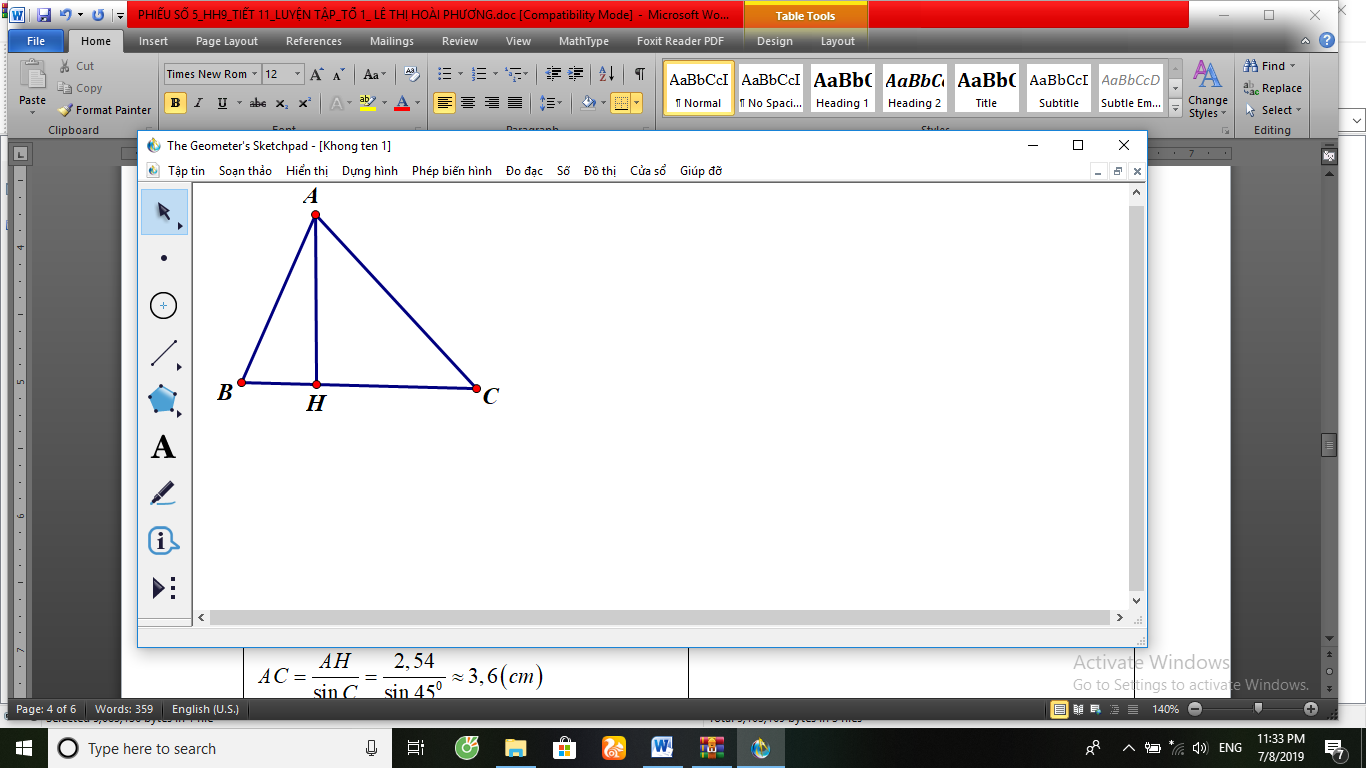 PHIẾU SỐ 5_HH9_TIẾT 11_LUYỆN TẬP_TỔ 1_ LÊ THỊ HOÀI PHƯƠNG.doc [Compatibility Mode] - Microsoft Wo...
Table Tools
File Home Insert Page Layout References Mailings Review View MathType Foxit Reader PDF Design Layout
Paste
Cut
Copy
Format Painter
Clipboard
Times New Rom 12
Font
Paragraph
AaBbCcI AaBbCcI AaBbC AaBbCc AaBbC AaBbCcI AaBbCcD
¶ Normal ¶ No Spaci... Heading 1 Heading 2 Title Subtitle Subtle Em...
Styles
Change Styles
Find
Replace
Select
Editing
The Geometer's Sketchpad - [Khong ten 1]
Tập tin Soạn thảo Hiển thị Dựng hình Phép biến hình Đo đạc Số Đồ thị Cửa sổ Giúp đỡ
A
B
H
C
AC = AH / sin C = 2,54 / sin 45⁰ ≈ 3,6 (cm)
Activate Windows
Go to Settings to activate Windows.
Page: 4 of 6 Words: 359 English (U.S.) 140%
Type here to search
ENG
11:33 PM
7/8/2019
7